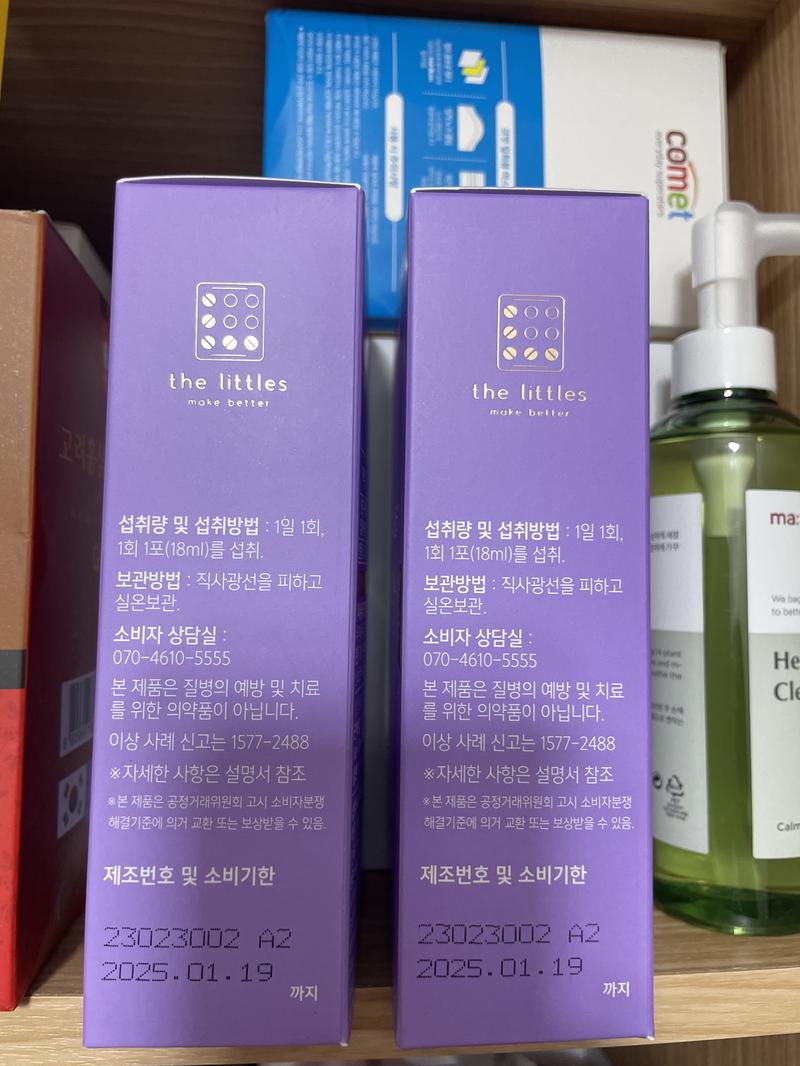 comet
the littles
make better
섭취량 및 섭취방법 : 1일 1회,
1회 1포(18ml)를 섭취.
보관방법 : 직사광선을 피하고
실온보관.
소비자 상담실 :
070-4610-5555
본 제품은 질병의 예방 및 치료
를 위한 의약품이 아닙니다.
이상 사례 신고는 1577-2488
※자세한 사항은 설명서 참조
※본 제품은 공정거래위원회 고시 소비자분쟁
해결기준에 의거 교환 또는 보상받을 수 있음.
제조번호 및 소비기한
23023002 A2
2025.01.19
까지
the littles
make better
섭취량 및 섭취방법 : 1일 1회,
1회 1포(18ml)를 섭취.
보관방법 : 직사광선을 피하고
실온보관.
소비자 상담실 :
070-4610-5555
본 제품은 질병의 예방 및 치료
를 위한 의약품이 아닙니다.
이상 사례 신고는 1577-2488
※자세한 사항은 설명서 참조
※본 제품은 공정거래위원회 고시 소비자분쟁
해결기준에 의거 교환 또는 보상받을 수 있음.
제조번호 및 소비기한
23023002 A2
2025.01.19
까지
고려홍
ma:
We
to
He
Cle
Calm